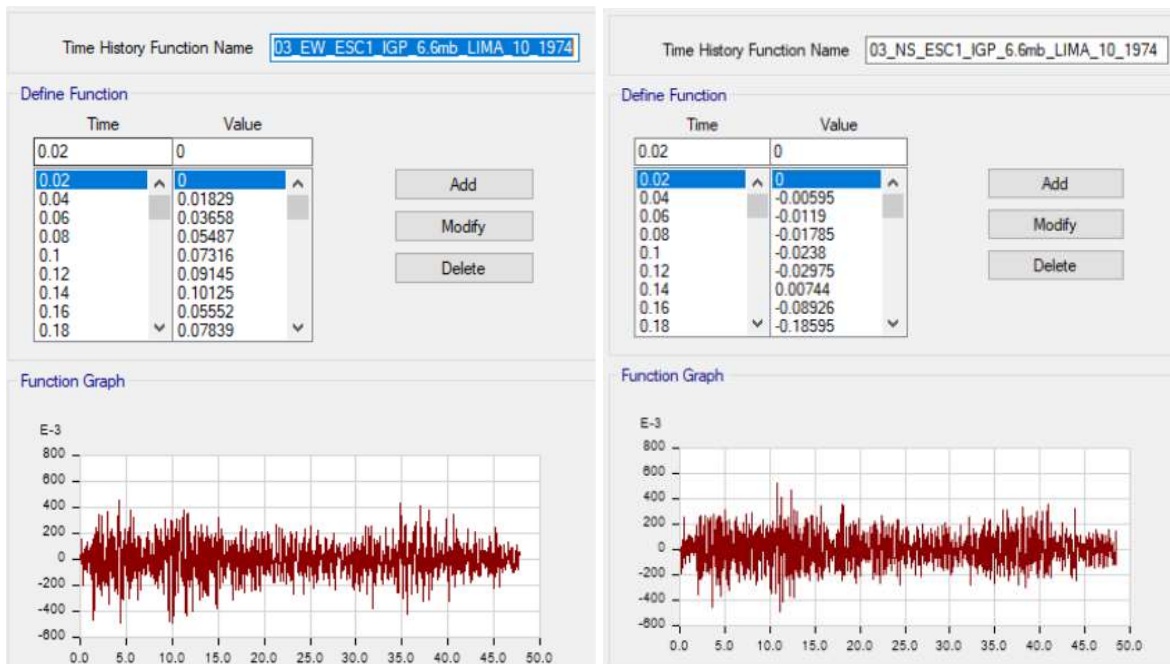 Time History Function Name 03_EW_ESC1_IGP_6.6mb_LIMA_10_1974
Define Function
Time Value
0.02 0
0.02 0
0.04 0.01829
0.06 0.03658
0.08 0.05487
0.1 0.07316
0.12 0.09145
0.14 0.10125
0.16 0.05552
0.18 0.07839
Add
Modify
Delete
Function Graph
E-3
800
600
400
200
0
-200
-400
-600
0.0 5.0 10.0 15.0 20.0 25.0 30.0 35.0 40.0 45.0 50.0
Time History Function Name 03_NS_ESC1_IGP_6.6mb_LIMA_10_1974
Define Function
Time Value
0.02 0
0.02 0
0.04 -0.00595
0.06 -0.0119
0.08 -0.01785
0.1 -0.0238
0.12 -0.02975
0.14 0.00744
0.16 -0.08926
0.18 -0.18595
Add
Modify
Delete
Function Graph
E-3
800
600
400
200
0
-200
-400
-600
0.0 5.0 10.0 15.0 20.0 25.0 30.0 35.0 40.0 45.0 50.0